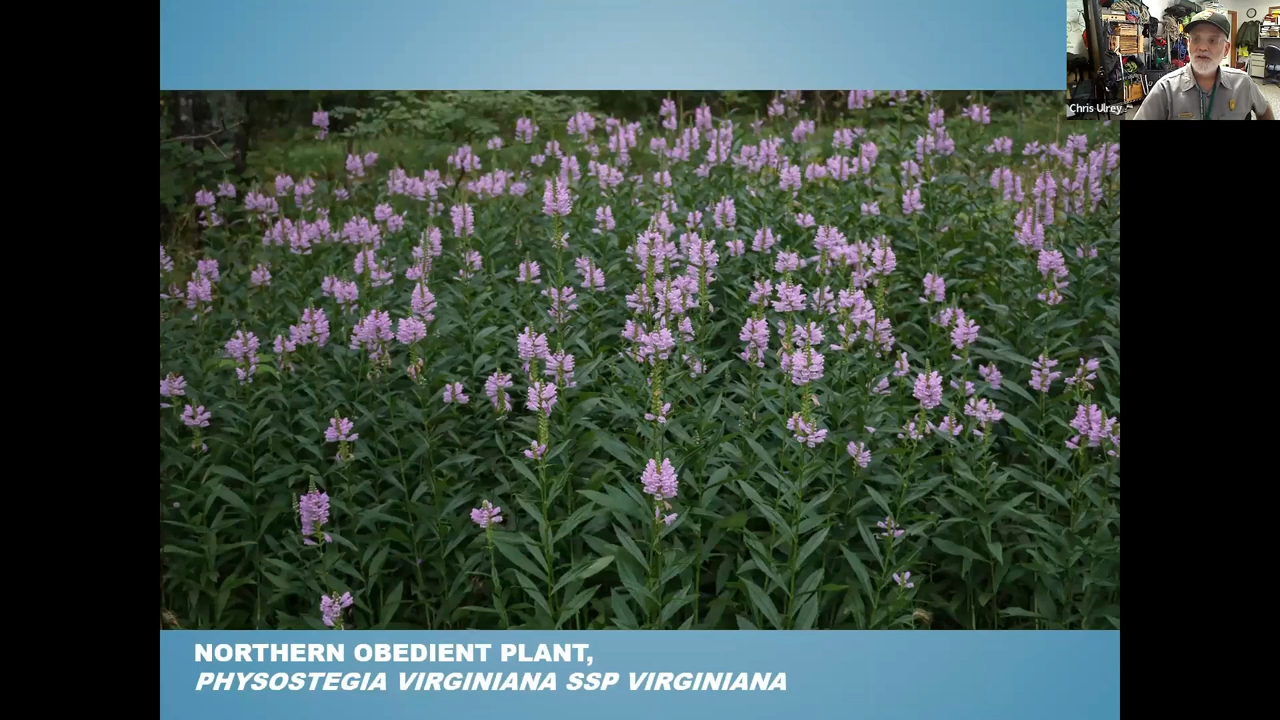 Chris Ulrey
NORTHERN OBEDIENT PLANT,
PHYSOSTEGIA VIRGINIANA SSP VIRGINIANA